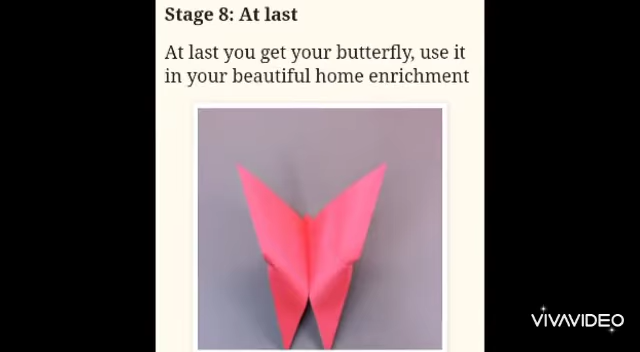 Stage 8: At last
At last you get your butterfly, use it
in your beautiful home enrichment
VIVAVIDEO